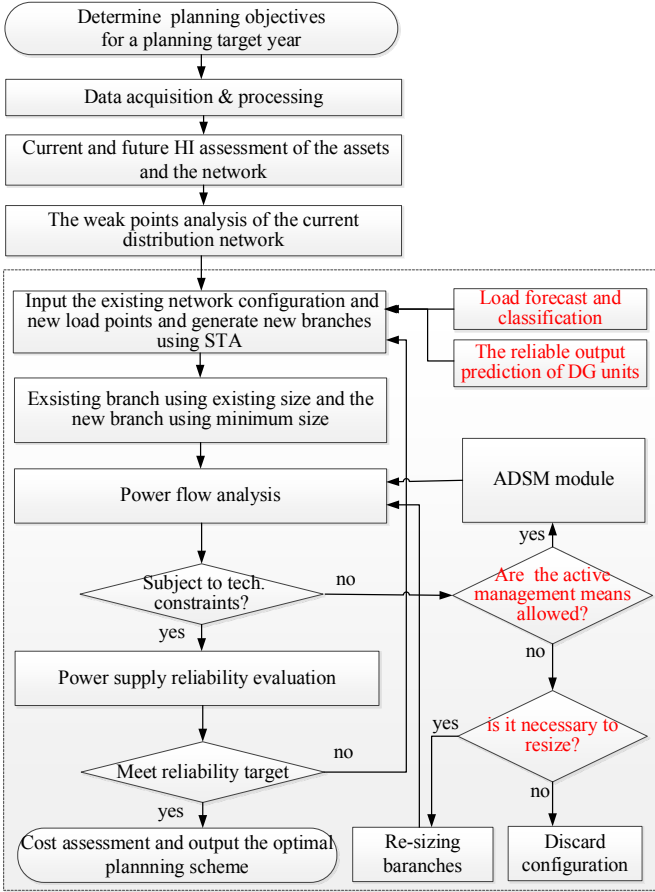 Determine planning objectives
for a planning target year
Data acquisition & processing
Current and future HI assessment of the assets
and the network
The weak points analysis of the current
distribution network
Input the existing network configuration and
new load points and generate new branches
using STA
Load forecast and
classification
The reliable output
prediction of DG units
Exsisting branch using existing size and the
new branch using minimum size
Power flow analysis
ADSM module
yes
Subject to tech.
constraints?
no
Are the active
management means
allowed?
yes
no
Power supply reliability evaluation
is it necessary to
resize?
yes
no
Meet reliability target
no
yes
Cost assessment and output the optimal
plannning scheme
Re-sizing
baranches
Discard
configuration